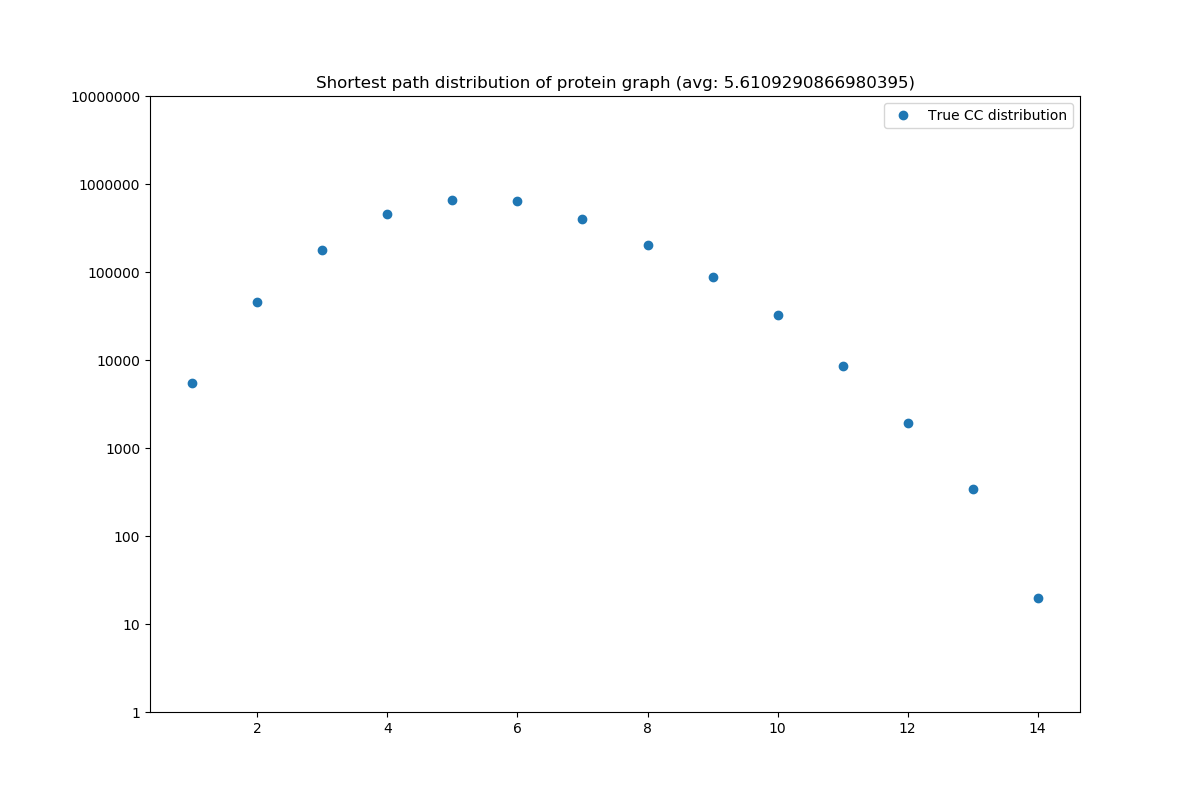 Shortest path distribution of protein graph (avg: 5.6109290866980395)
True CC distribution
10000000
1000000
100000
10000
1000
100
10
1
2 4 6 8 10 12 14